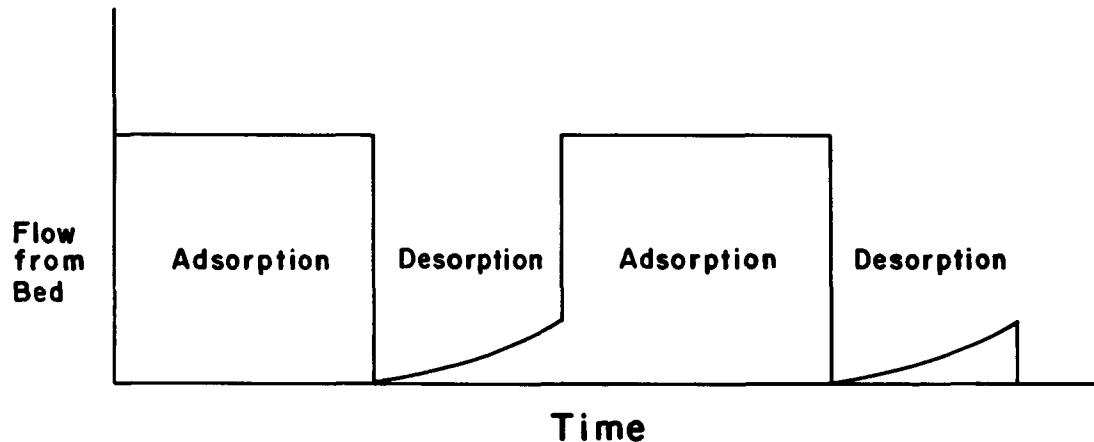 Flow
from
Bed
Adsorption
Desorption
Adsorption
Desorption
Time